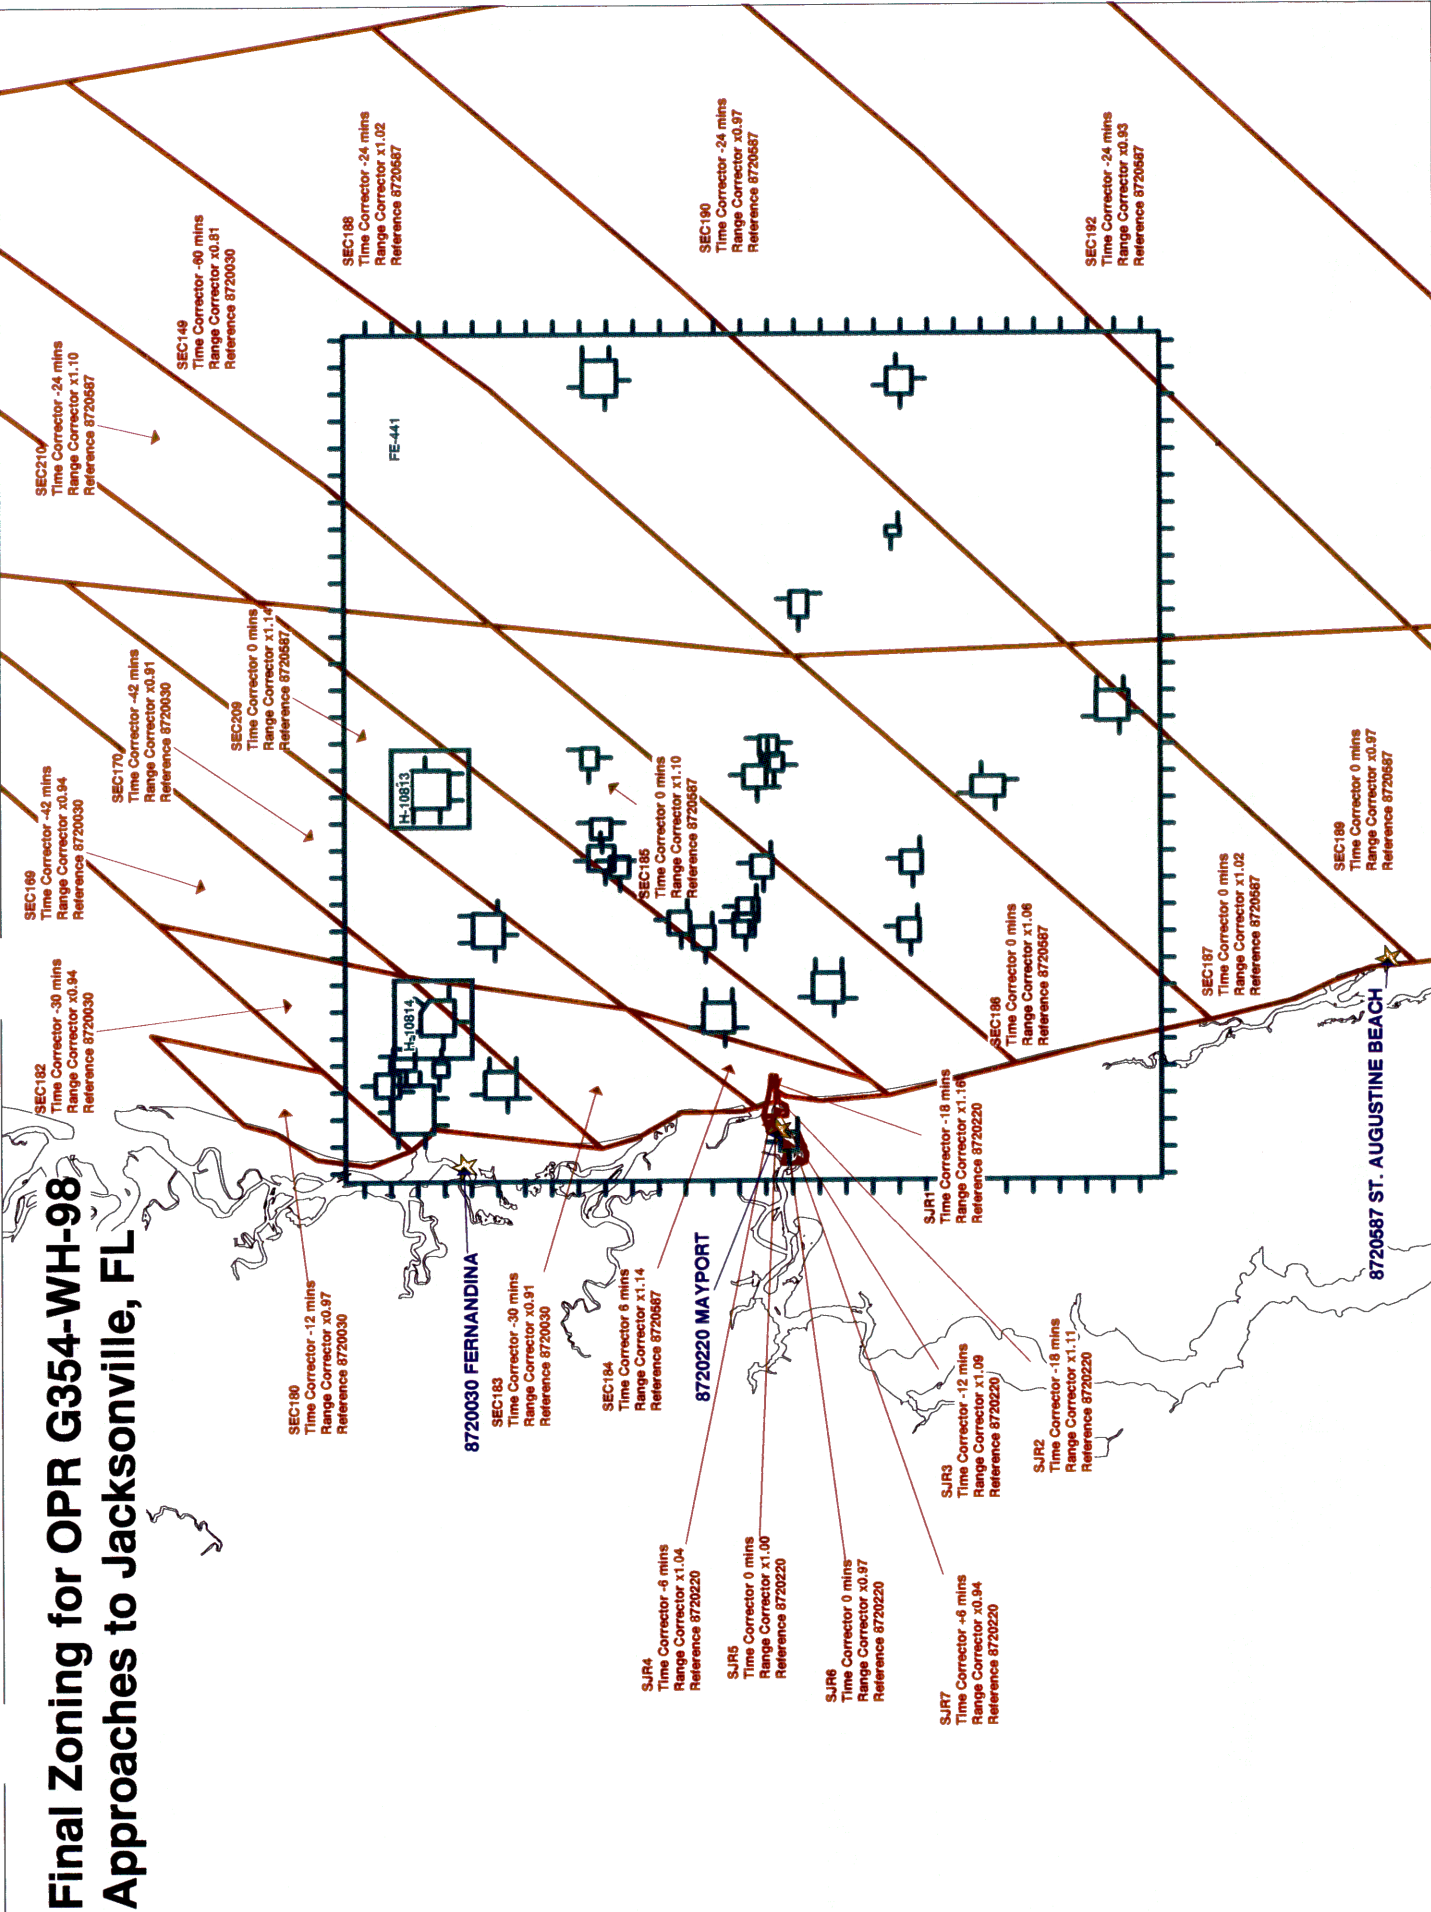 Final Zoning for OPR G354-WH-98
Approaches to Jacksonville, FL
SEC182
Time Corrector -30 mins
Range Corrector x0.94
Reference 8720030
SEC169
Time Corrector -42 mins
Range Corrector x0.94
Reference 8720030
SEC170
Time Corrector -42 mins
Range Corrector x0.91
Reference 8720030
SEC210
Time Corrector -24 mins
Range Corrector x1.10
Reference 8720587
SEC149
Time Corrector -60 mins
Range Corrector x0.81
Reference 8720030
SEC209
Time Corrector 0 mins
Range Corrector x1.14
Reference 8720587
SEC188
Time Corrector -24 mins
Range Corrector x1.02
Reference 8720587
SEC180
Time Corrector -12 mins
Range Corrector x0.97
Reference 8720030
H-10814
H-10813
FE-441
8720030 FERNANDINA
SEC183
Time Corrector -30 mins
Range Corrector x0.91
Reference 8720030
SEC184
Time Corrector 6 mins
Range Corrector x1.14
Reference 8720587
SEC185
Time Corrector 0 mins
Range Corrector x1.10
Reference 8720587
SEC190
Time Corrector -24 mins
Range Corrector x0.97
Reference 8720587
8720220 MAYPORT
SJR4
Time Corrector -6 mins
Range Corrector x1.04
Reference 8720220
SJR5
Time Corrector 0 mins
Range Corrector x1.00
Reference 8720220
SJR6
Time Corrector 0 mins
Range Corrector x0.97
Reference 8720220
SJR7
Time Corrector +6 mins
Range Corrector x0.94
Reference 8720220
SJR3
Time Corrector -12 mins
Range Corrector x1.09
Reference 8720220
SJR1
Time Corrector -18 mins
Range Corrector x1.16
Reference 8720220
SJR2
Time Corrector -18 mins
Range Corrector x1.11
Reference 8720220
SEC186
Time Corrector 0 mins
Range Corrector x1.06
Reference 8720587
SEC192
Time Corrector -24 mins
Range Corrector x0.93
Reference 8720587
SEC187
Time Corrector 0 mins
Range Corrector x1.02
Reference 8720587
SEC189
Time Corrector 0 mins
Range Corrector x0.97
Reference 8720587
8720587 ST. AUGUSTINE BEACH